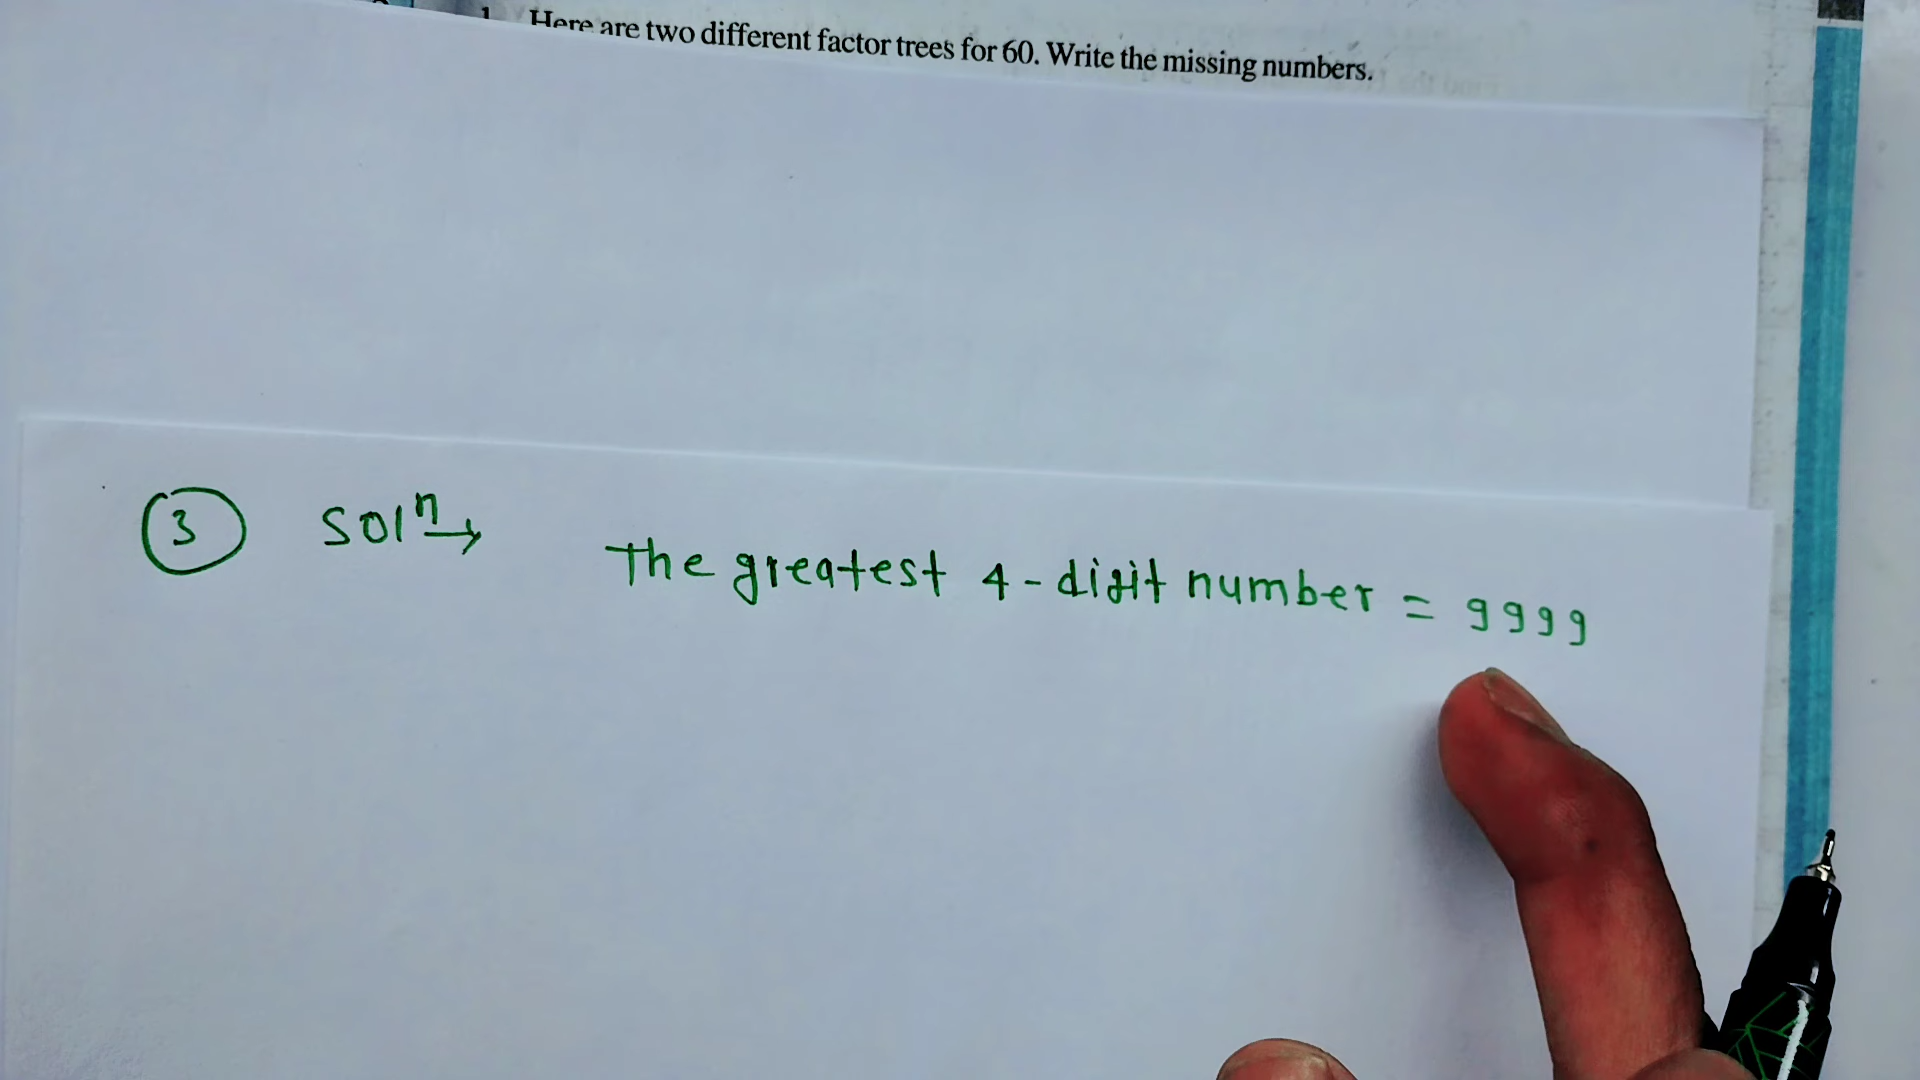 1 Here are two different factor trees for 60. Write the missing numbers.
3 Solⁿ→ The greatest 4-digit number = 9999